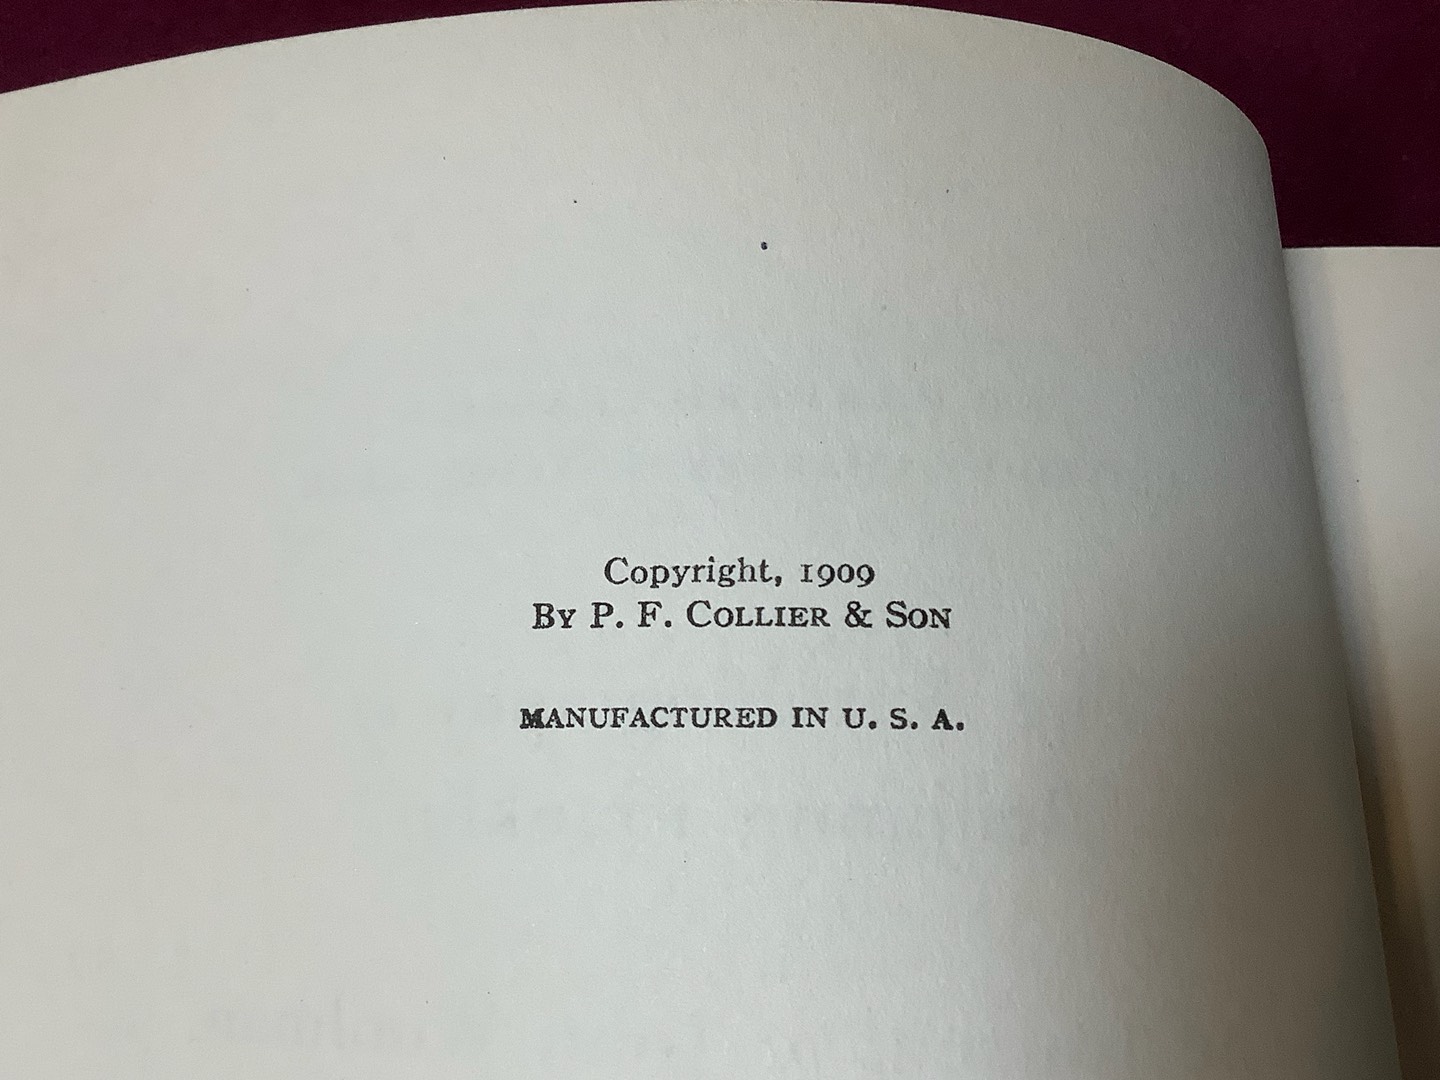 Copyright, 1909
By P. F. Collier & Son
MANUFACTURED IN U. S. A.